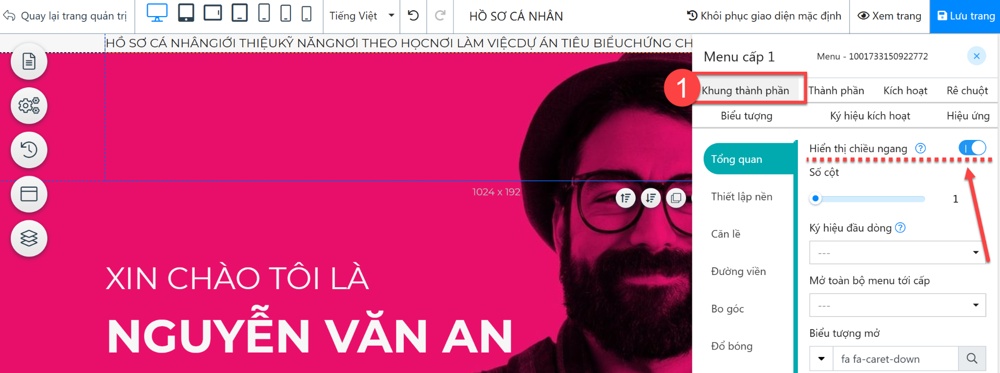 Quay lại trang quản trị
Tiếng Việt
HỒ SƠ CÁ NHÂN
Khôi phục giao diện mặc định
Xem trang
Lưu trang
HỒ SƠ CÁ NHÂNGIỚI THIỆUKỸ NĂNGNƠI THEO HỌCNƠI LÀM VIỆCDỰ ÁN TIÊU BIỂUCHỨNG CH
1024 x 192
XIN CHÀO TÔI LÀ
NGUYỄN VĂN AN
Menu cấp 1
Menu - 1001733150922772
1
Khung thành phần
Thành phần
Kích hoạt
Rê chuột
Biểu tượng
Ký hiệu kích hoạt
Hiệu ứng
Tổng quan
Thiết lập nền
Căn lề
Đường viền
Bo góc
Đổ bóng
Hiển thị chiều ngang ?
Số cột
1
Ký hiệu đầu dòng ?
---
Mở toàn bộ menu tới cấp
---
Biểu tượng mở
fa fa-caret-down